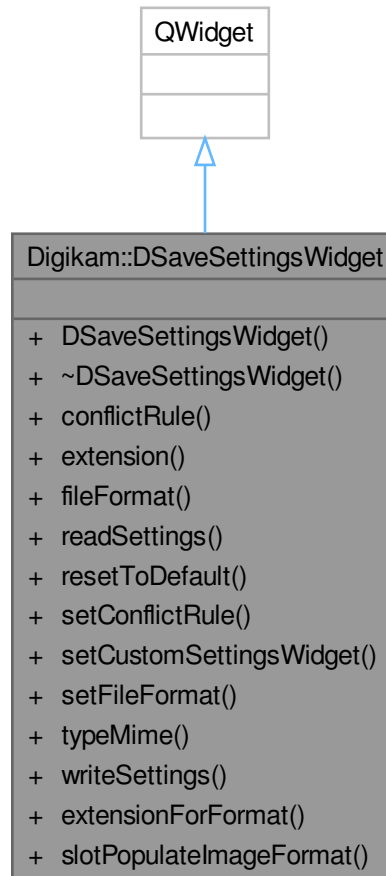 QWidget
Digikam::DSaveSettingsWidget
+ DSaveSettingsWidget()
+ ~DSaveSettingsWidget()
+ conflictRule()
+ extension()
+ fileFormat()
+ readSettings()
+ resetToDefault()
+ setConflictRule()
+ setCustomSettingsWidget()
+ setFileFormat()
+ typeMime()
+ writeSettings()
+ extensionForFormat()
+ slotPopulateImageFormat()